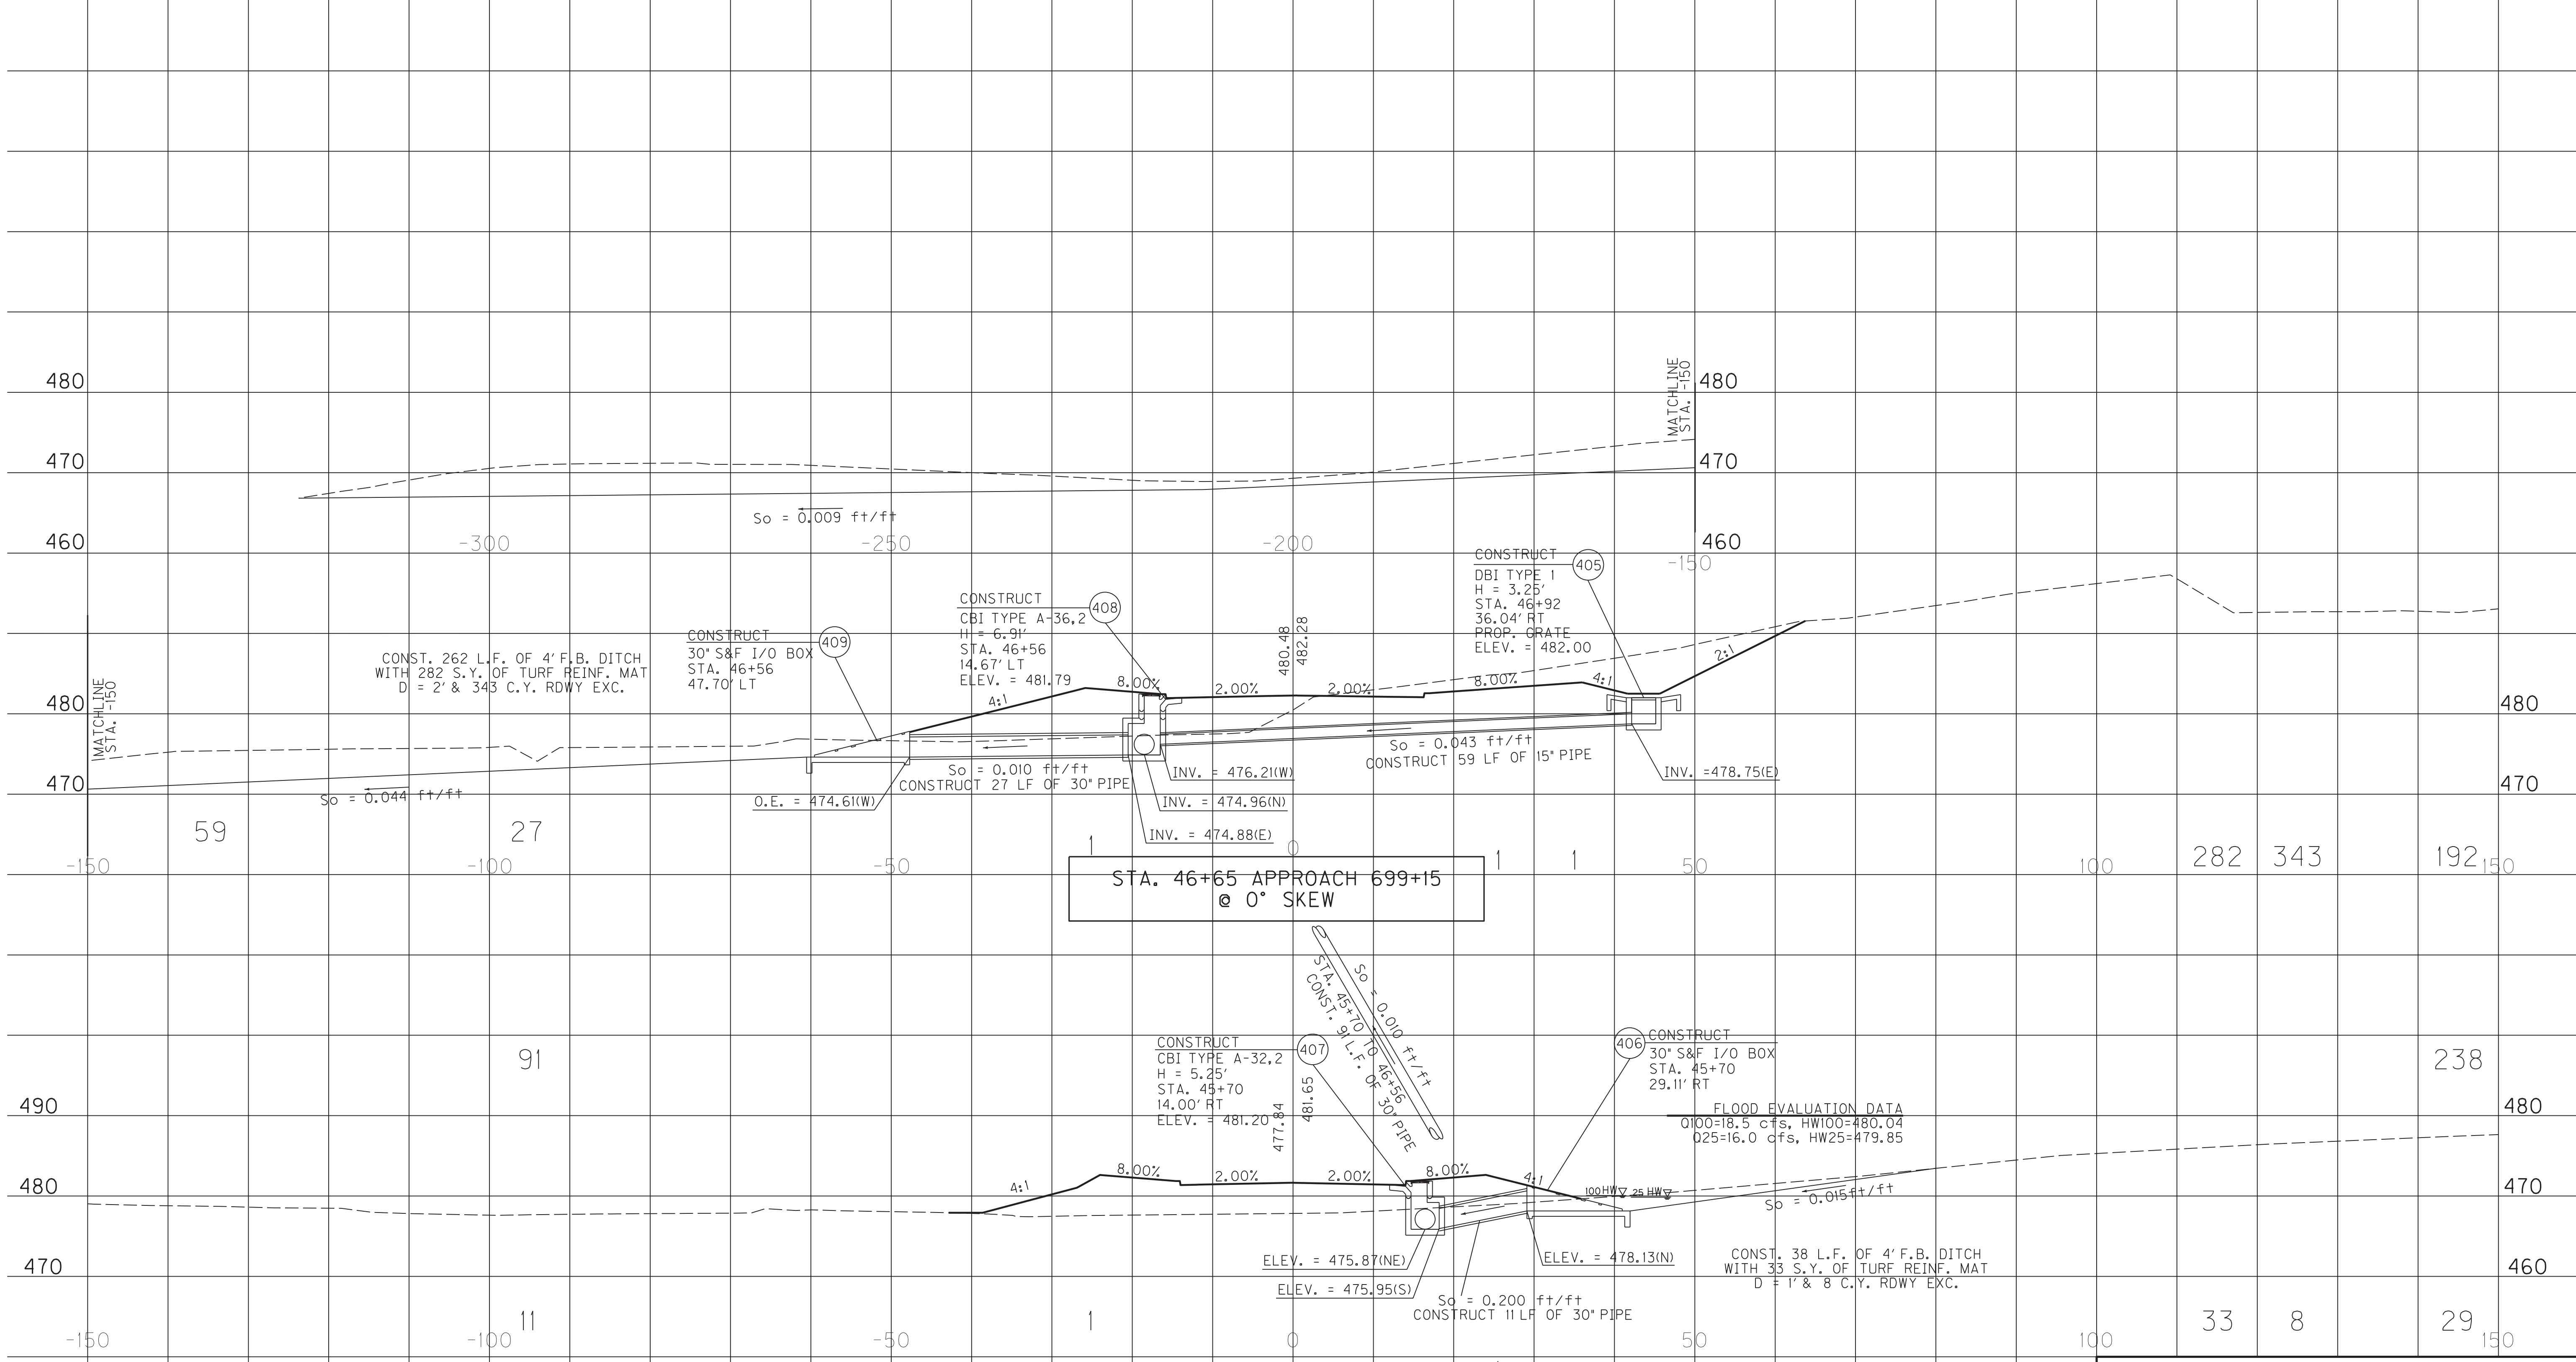 480
MATCHLINE
STA. -150
480
470
470
So = 0.009 ft/ft
460
-300
-250
-200
460
-150
CONSTRUCT
405
DBI TYPE 1
H = 3.25'
STA. 46+92
36.04' RT
PROP. GRATE
ELEV. = 482.00
CONSTRUCT
408
CBI TYPE A-36,2
H = 6.91'
STA. 46+56
14.67' LT
ELEV. = 481.79
CONSTRUCT
409
30" S&F I/O BOX
STA. 46+56
47.70' LT
CONST. 262 L.F. OF 4' F.B. DITCH
WITH 282 S.Y. OF TURF REINF. MAT
D = 2' & 343 C.Y. RDWY EXC.
480.48
482.28
4:1
8.00%
2.00%
2.00%
8.00%
4:1
2:1
MATCHLINE
STA. -150
480
480
470
470
So = 0.044 ft/ft
So = 0.010 ft/ft
CONSTRUCT 27 LF OF 30" PIPE
So = 0.043 ft/ft
CONSTRUCT 59 LF OF 15" PIPE
O.E. = 474.61(W)
INV. = 476.21(W)
INV. = 474.96(N)
INV. = 474.88(E)
INV. =478.75(E)
59
27
1
1
1
282
343
192
-150
-100
-50
0
50
100
150
STA. 46+65 APPROACH 699+15
@ 0° SKEW
So = 0.010 ft/ft
STA. 45+70 TO 46+56
CONST. 91 L.F. OF 30" PIPE
91
238
CONSTRUCT
407
CBI TYPE A-32,2
H = 5.25'
STA. 45+70
14.00' RT
ELEV. = 481.20
477.84
481.65
406
CONSTRUCT
30" S&F I/O BOX
STA. 45+70
29.11' RT
FLOOD EVALUATION DATA
Q100=18.5 cfs, HW100=480.04
Q25=16.0 cfs, HW25=479.85
490
480
4:1
8.00%
2.00%
2.00%
8.00%
4:1
100 HW
25 HW
So = 0.015ft/ft
480
470
470
460
ELEV. = 475.87(NE)
ELEV. = 475.95(S)
ELEV. = 478.13(N)
So = 0.200 ft/ft
CONSTRUCT 11 LF OF 30" PIPE
CONST. 38 L.F. OF 4' F.B. DITCH
WITH 33 S.Y. OF TURF REINF. MAT
D = 1' & 8 C.Y. RDWY EXC.
11
1
33
8
29
-150
-100
-50
0
50
100
150